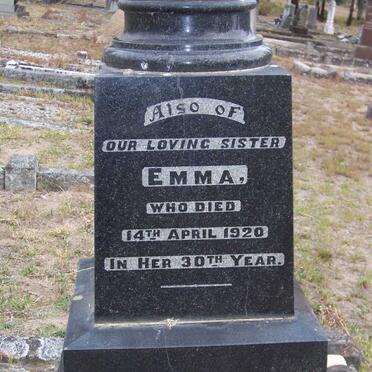 Also of
our loving sister
Emma,
who died
14th April 1920
In Her 30th Year.